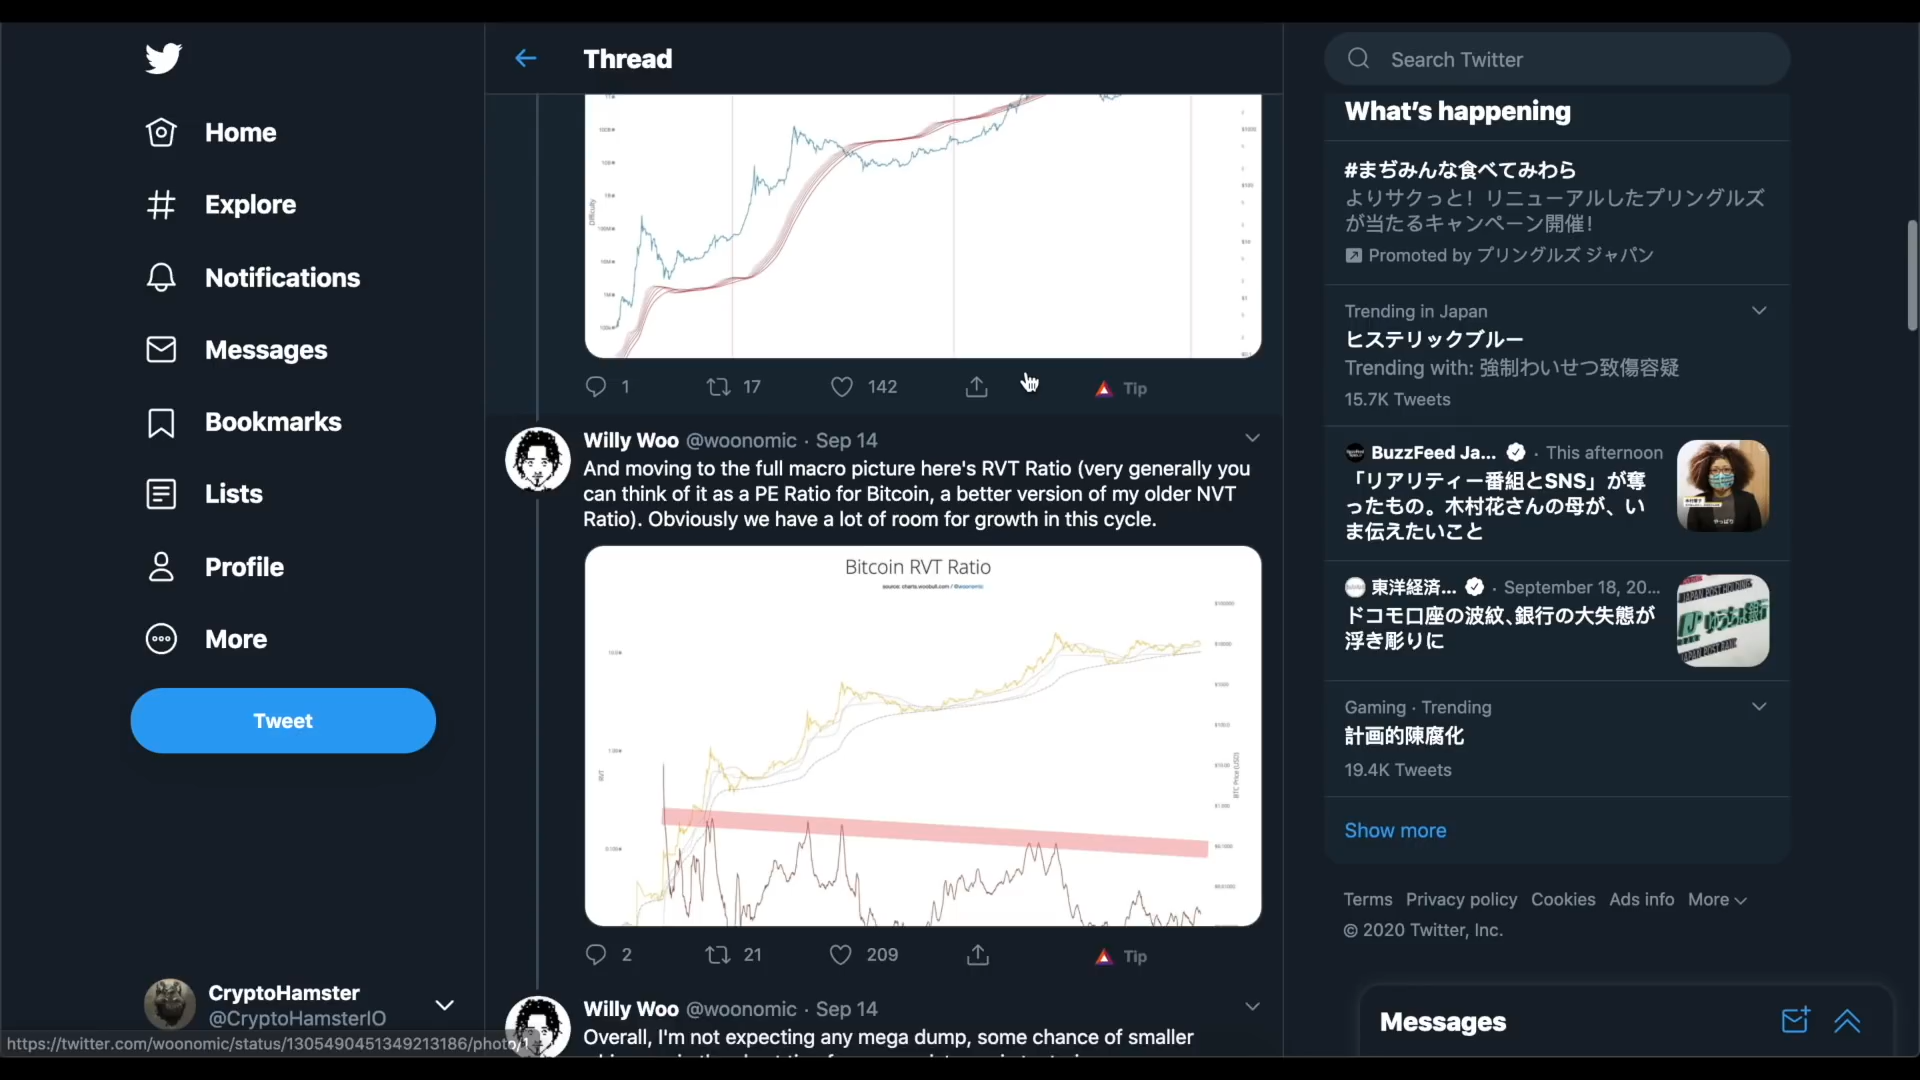 Home
Explore
Notifications
Messages
Bookmarks
Lists
Profile
More
Tweet
CryptoHamster
@CryptoHamsterIO
https://twitter.com/woonomic/status/1305490451349213186/photo/1
Thread
Difficulty
1 17 142 Tip
Willy Woo @woonomic · Sep 14
And moving to the full macro picture here's RVT Ratio (very generally you
can think of it as a PE Ratio for Bitcoin, a better version of my older NVT
Ratio). Obviously we have a lot of room for growth in this cycle.
Bitcoin RVT Ratio
source: charts.woobull.com / @woonomic
RVT
BTC Price (USD)
2 21 209 Tip
Willy Woo @woonomic · Sep 14
Overall, I'm not expecting any mega dump, some chance of smaller
Search Twitter
What's happening
#まぢみんな食べてみわら
よりサクっと！リニューアルしたプリングルズ
が当たるキャンペーン開催！
Promoted by プリングルズ ジャパン
Trending in Japan
ヒステリックブルー
Trending with: 強制わいせつ致傷容疑
15.7K Tweets
BuzzFeed Ja... · This afternoon
「リアリティー番組とSNS」が奪
ったもの。木村花さんの母が、い
ま伝えたいこと
東洋経済... · September 18, 20...
ドコモ口座の波紋、銀行の大失態が
浮き彫りに
Gaming · Trending
計画的陳腐化
19.4K Tweets
Show more
Terms Privacy policy Cookies Ads info More
© 2020 Twitter, Inc.
Messages